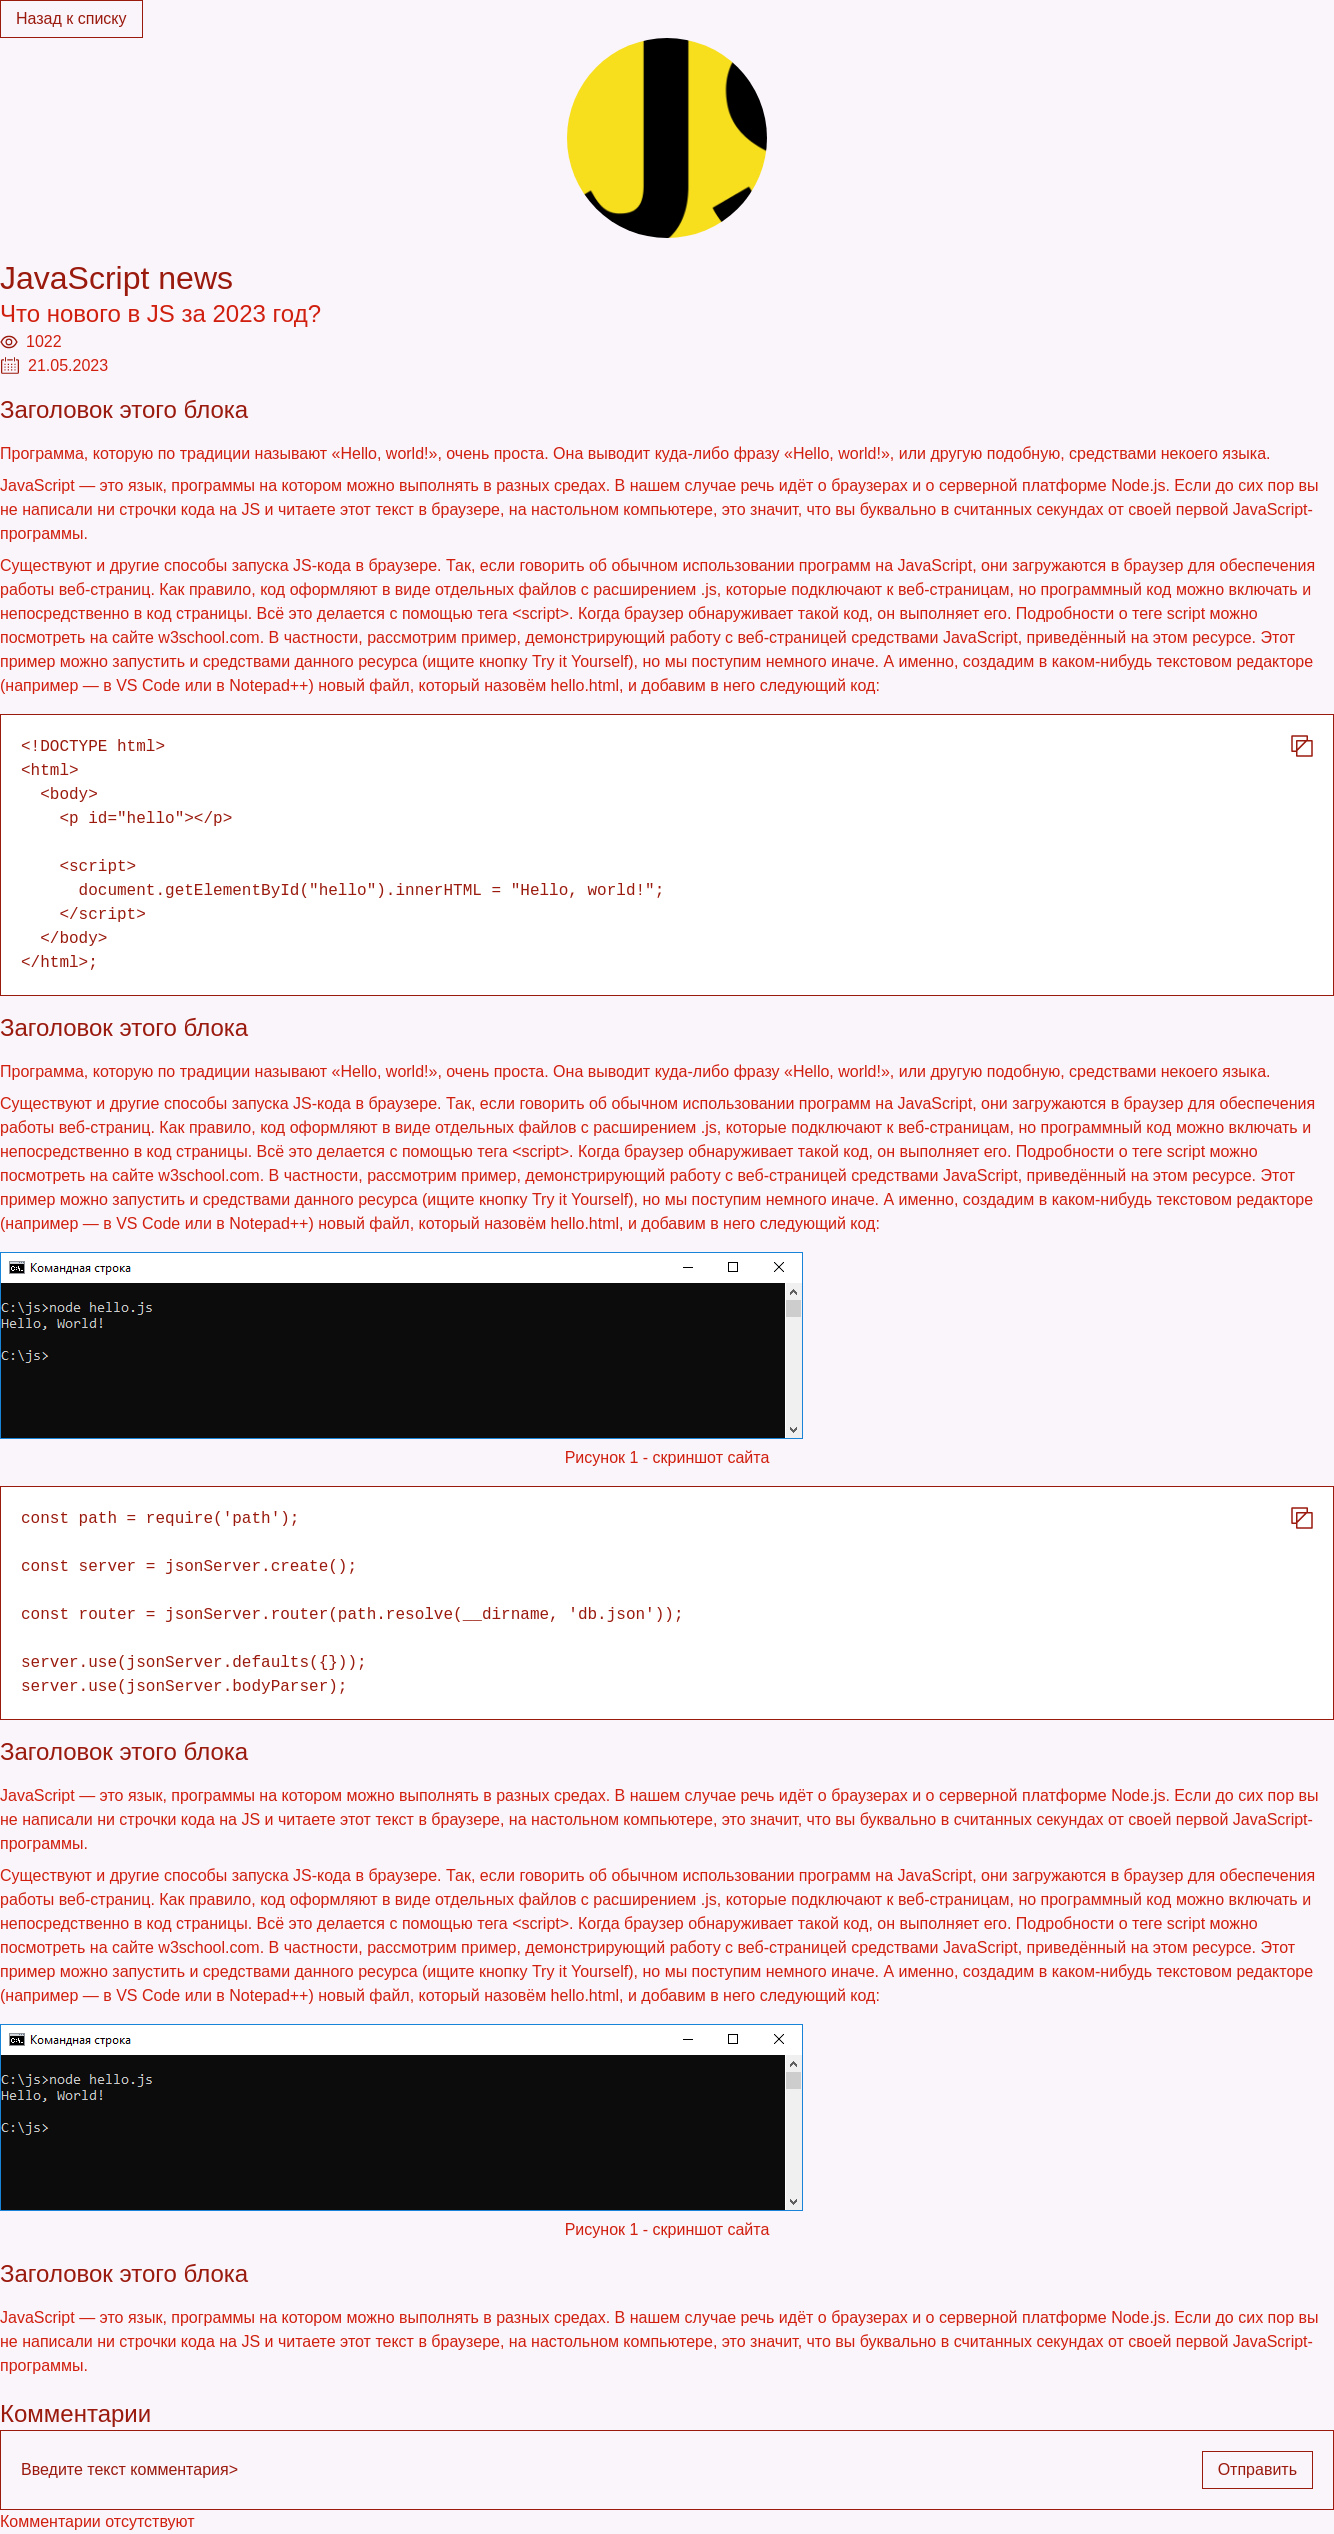 Назад к списку
JS
JavaScript news
Что нового в JS за 2023 год?
1022
21.05.2023
Заголовок этого блока
Программа, которую по традиции называют «Hello, world!», очень проста. Она выводит куда-либо фразу «Hello, world!», или другую подобную, средствами некоего языка.
JavaScript — это язык, программы на котором можно выполнять в разных средах. В нашем случае речь идёт о браузерах и о серверной платформе Node.js. Если до сих пор вы
не написали ни строчки кода на JS и читаете этот текст в браузере, на настольном компьютере, это значит, что вы буквально в считанных секундах от своей первой JavaScript-
программы.
Существуют и другие способы запуска JS-кода в браузере. Так, если говорить об обычном использовании программ на JavaScript, они загружаются в браузер для обеспечения
работы веб-страниц. Как правило, код оформляют в виде отдельных файлов с расширением .js, которые подключают к веб-страницам, но программный код можно включать и
непосредственно в код страницы. Всё это делается с помощью тега <script>. Когда браузер обнаруживает такой код, он выполняет его. Подробности о теге script можно
посмотреть на сайте w3school.com. В частности, рассмотрим пример, демонстрирующий работу с веб-страницей средствами JavaScript, приведённый на этом ресурсе. Этот
пример можно запустить и средствами данного ресурса (ищите кнопку Try it Yourself), но мы поступим немного иначе. А именно, создадим в каком-нибудь текстовом редакторе
(например — в VS Code или в Notepad++) новый файл, который назовём hello.html, и добавим в него следующий код:
<!DOCTYPE html>
<html>
  <body>
    <p id="hello"></p>

    <script>
      document.getElementById("hello").innerHTML = "Hello, world!";
    </script>
  </body>
</html>;
Заголовок этого блока
Программа, которую по традиции называют «Hello, world!», очень проста. Она выводит куда-либо фразу «Hello, world!», или другую подобную, средствами некоего языка.
Существуют и другие способы запуска JS-кода в браузере. Так, если говорить об обычном использовании программ на JavaScript, они загружаются в браузер для обеспечения
работы веб-страниц. Как правило, код оформляют в виде отдельных файлов с расширением .js, которые подключают к веб-страницам, но программный код можно включать и
непосредственно в код страницы. Всё это делается с помощью тега <script>. Когда браузер обнаруживает такой код, он выполняет его. Подробности о теге script можно
посмотреть на сайте w3school.com. В частности, рассмотрим пример, демонстрирующий работу с веб-страницей средствами JavaScript, приведённый на этом ресурсе. Этот
пример можно запустить и средствами данного ресурса (ищите кнопку Try it Yourself), но мы поступим немного иначе. А именно, создадим в каком-нибудь текстовом редакторе
(например — в VS Code или в Notepad++) новый файл, который назовём hello.html, и добавим в него следующий код:
Командная строка
C:\js>node hello.js
Hello, World!
C:\js>
Рисунок 1 - скриншот сайта
const path = require('path');

const server = jsonServer.create();

const router = jsonServer.router(path.resolve(__dirname, 'db.json'));

server.use(jsonServer.defaults({}));
server.use(jsonServer.bodyParser);
Заголовок этого блока
JavaScript — это язык, программы на котором можно выполнять в разных средах. В нашем случае речь идёт о браузерах и о серверной платформе Node.js. Если до сих пор вы
не написали ни строчки кода на JS и читаете этот текст в браузере, на настольном компьютере, это значит, что вы буквально в считанных секундах от своей первой JavaScript-
программы.
Существуют и другие способы запуска JS-кода в браузере. Так, если говорить об обычном использовании программ на JavaScript, они загружаются в браузер для обеспечения
работы веб-страниц. Как правило, код оформляют в виде отдельных файлов с расширением .js, которые подключают к веб-страницам, но программный код можно включать и
непосредственно в код страницы. Всё это делается с помощью тега <script>. Когда браузер обнаруживает такой код, он выполняет его. Подробности о теге script можно
посмотреть на сайте w3school.com. В частности, рассмотрим пример, демонстрирующий работу с веб-страницей средствами JavaScript, приведённый на этом ресурсе. Этот
пример можно запустить и средствами данного ресурса (ищите кнопку Try it Yourself), но мы поступим немного иначе. А именно, создадим в каком-нибудь текстовом редакторе
(например — в VS Code или в Notepad++) новый файл, который назовём hello.html, и добавим в него следующий код:
Командная строка
C:\js>node hello.js
Hello, World!
C:\js>
Рисунок 1 - скриншот сайта
Заголовок этого блока
JavaScript — это язык, программы на котором можно выполнять в разных средах. В нашем случае речь идёт о браузерах и о серверной платформе Node.js. Если до сих пор вы
не написали ни строчки кода на JS и читаете этот текст в браузере, на настольном компьютере, это значит, что вы буквально в считанных секундах от своей первой JavaScript-
программы.
Комментарии
Введите текст комментария>
Отправить
Комментарии отсутствуют